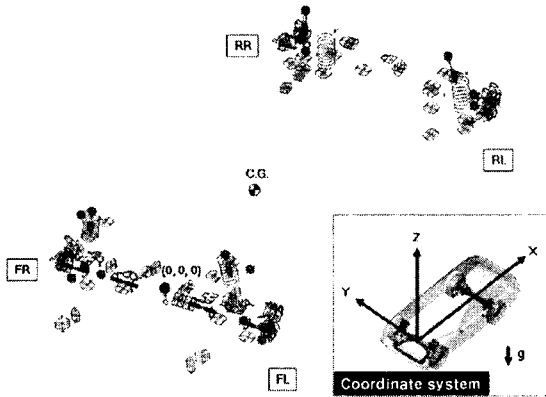 RR
RL
C.G.
FR
(0, 0, 0)
FL
Z
X
Y
g
Coordinate system